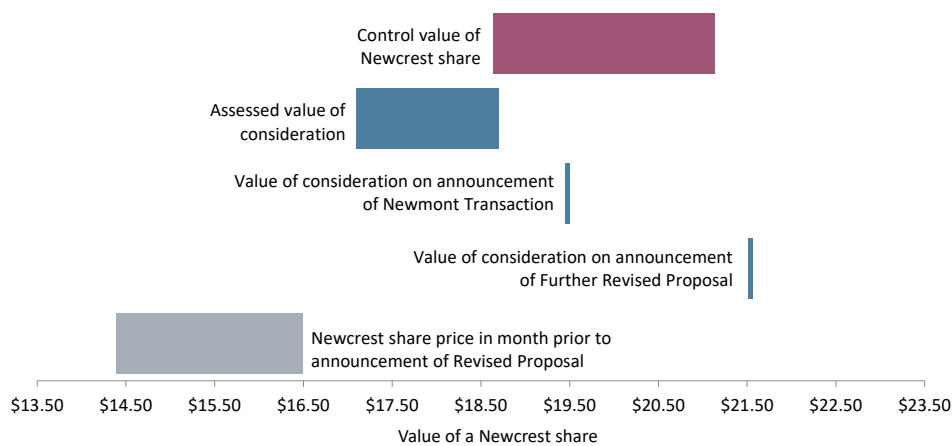 Control value of
Newcrest share
Assessed value of
consideration
Value of consideration on announcement
of Newmont Transaction
Value of consideration on announcement
of Further Revised Proposal
Newcrest share price in month prior to
announcement of Revised Proposal
$13.50 $14.50 $15.50 $16.50 $17.50 $18.50 $19.50 $20.50 $21.50 $22.50 $23.50
Value of a Newcrest share